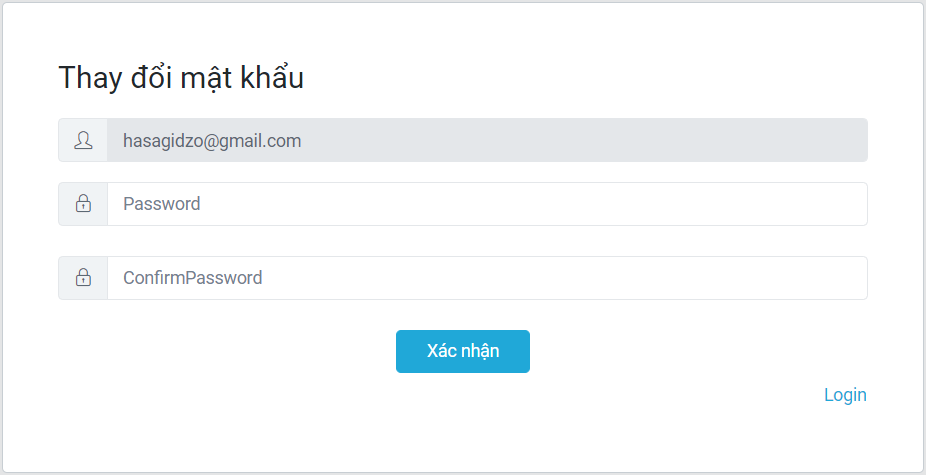 Thay đổi mật khẩu
hasagidzo@gmail.com
Password
ConfirmPassword
Xác nhận
Login